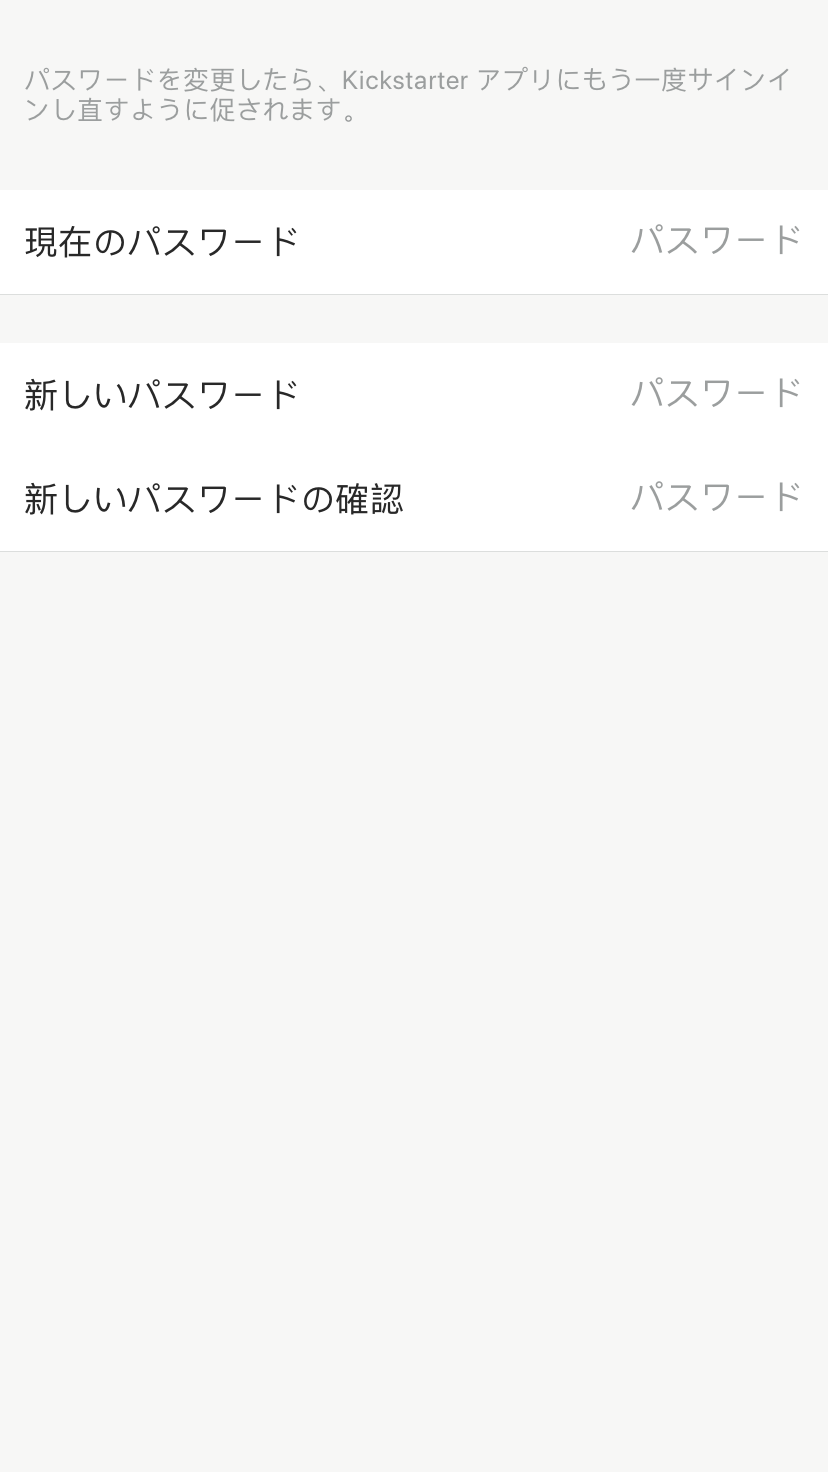 パスワードを変更したら、Kickstarter アプリにもう一度サインイ
ンし直すように促されます。
現在のパスワード パスワード
新しいパスワード パスワード
新しいパスワードの確認 パスワード